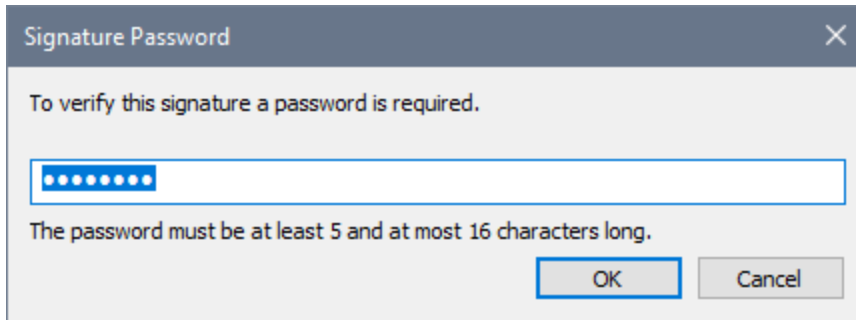 Signature Password
To verify this signature a password is required.
••••••••
The password must be at least 5 and at most 16 characters long.
OK
Cancel